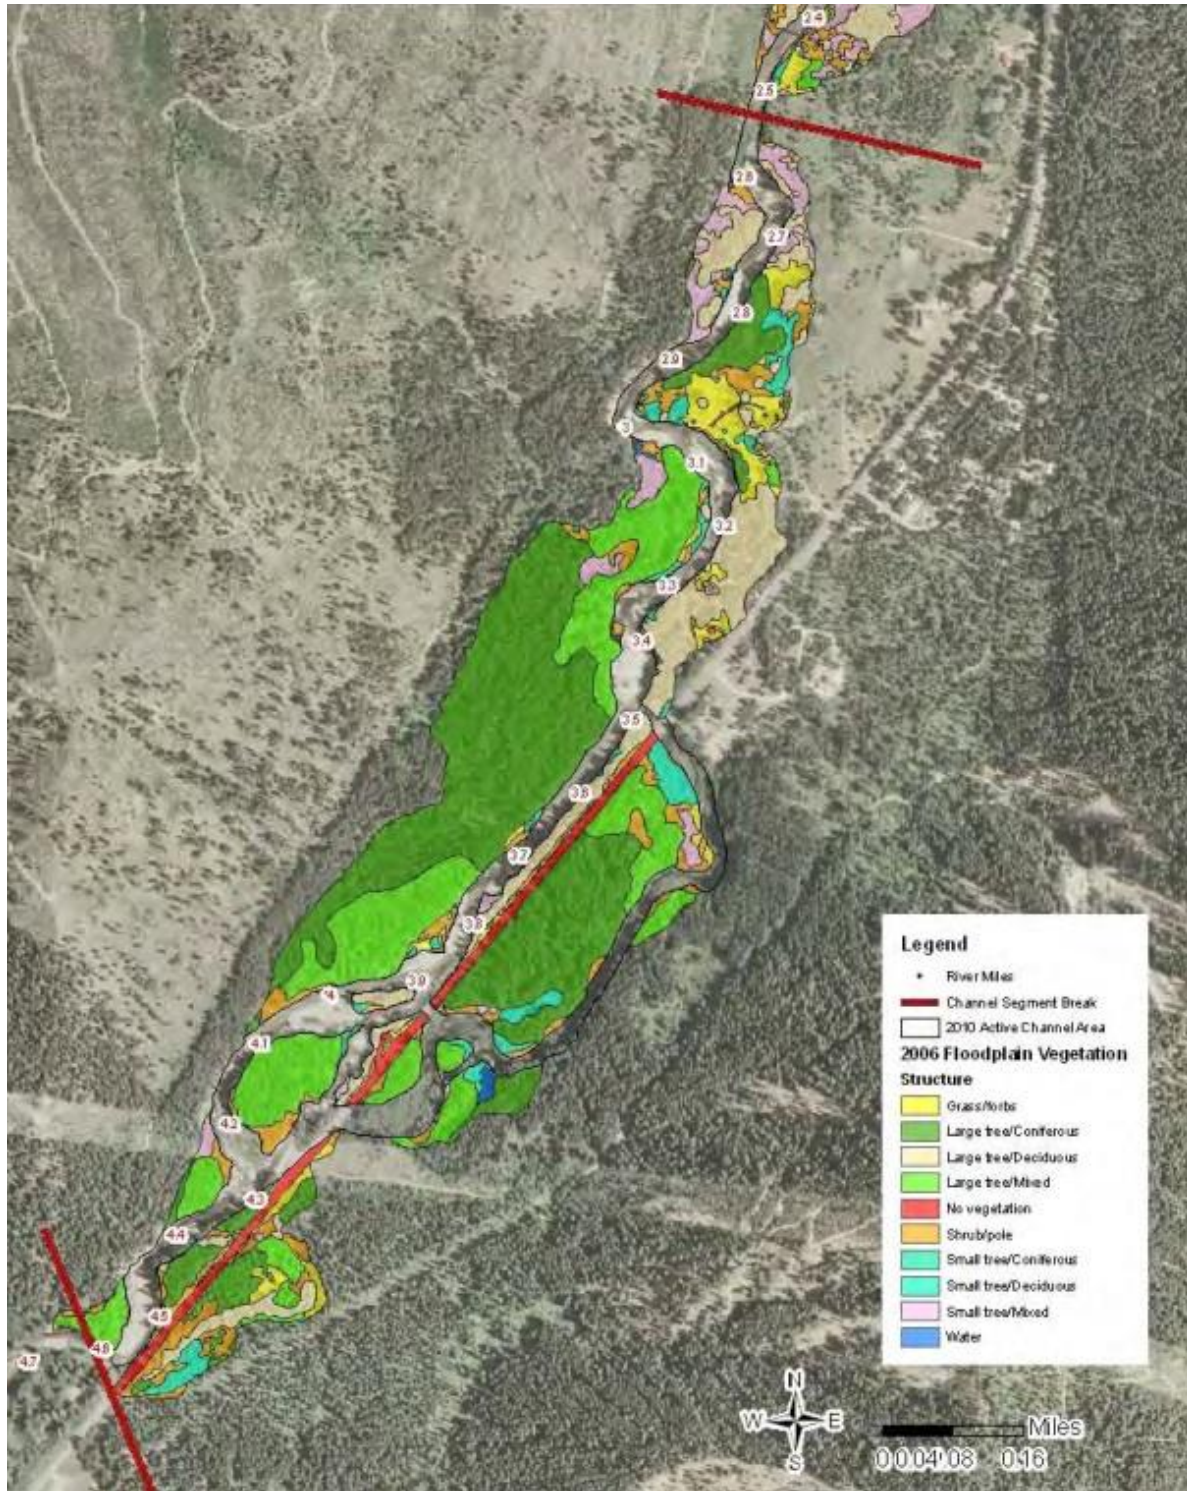 2.4
2.5
2.6
2.7
2.8
2.9
3
3.1
3.2
3.3
3.4
3.5
3.6
3.7
3.8
3.9
4
4.1
4.2
4.3
4.4
4.5
4.6
4.7
Legend
River Miles
Channel Segment Break
2010 Active Channel Area
2006 Floodplain Vegetation
Structure
Grass/forbs
Large tree/Coniferous
Large tree/Deciduous
Large tree/Mixed
No vegetation
Shrub/pole
Small tree/Coniferous
Small tree/Deciduous
Small tree/Mixed
Water
N
W E
S
Miles
0 0.04 0.08 0.16